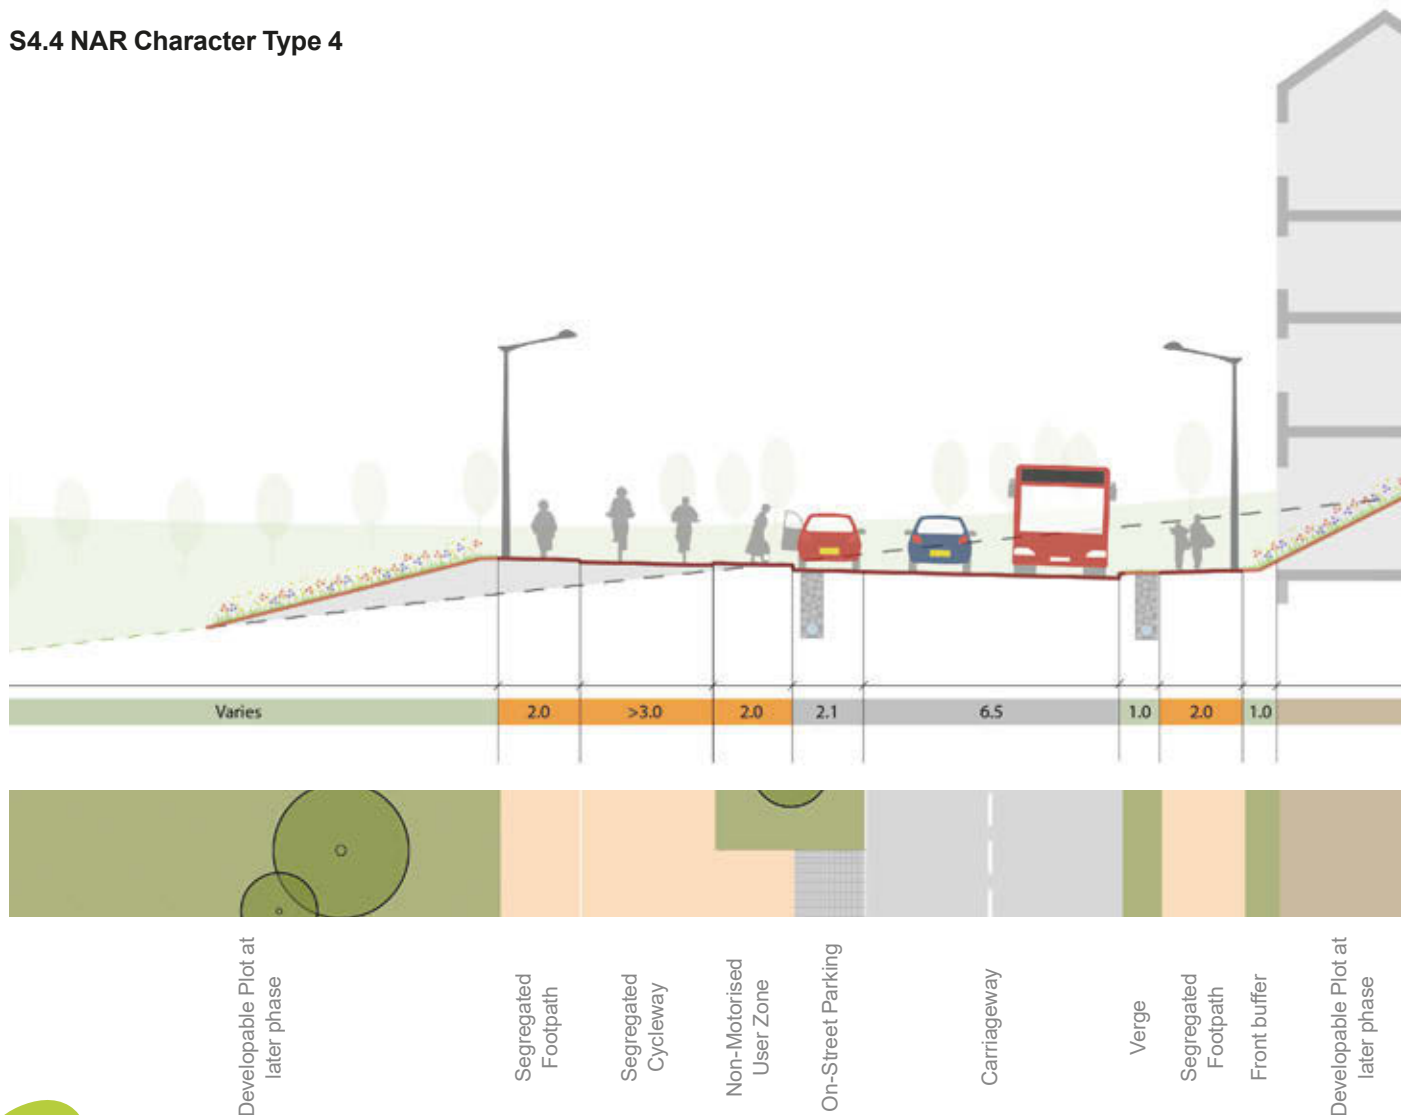 S4.4 NAR Character Type 4
Varies
2.0
>3.0
2.0
2.1
6.5
1.0
2.0
1.0
Developable Plot at
later phase
Segregated
Footpath
Segregated
Cycleway
Non-Motorised
User Zone
On-Street Parking
Carriageway
Verge
Segregated
Footpath
Front buffer
Developable Plot at
later phase